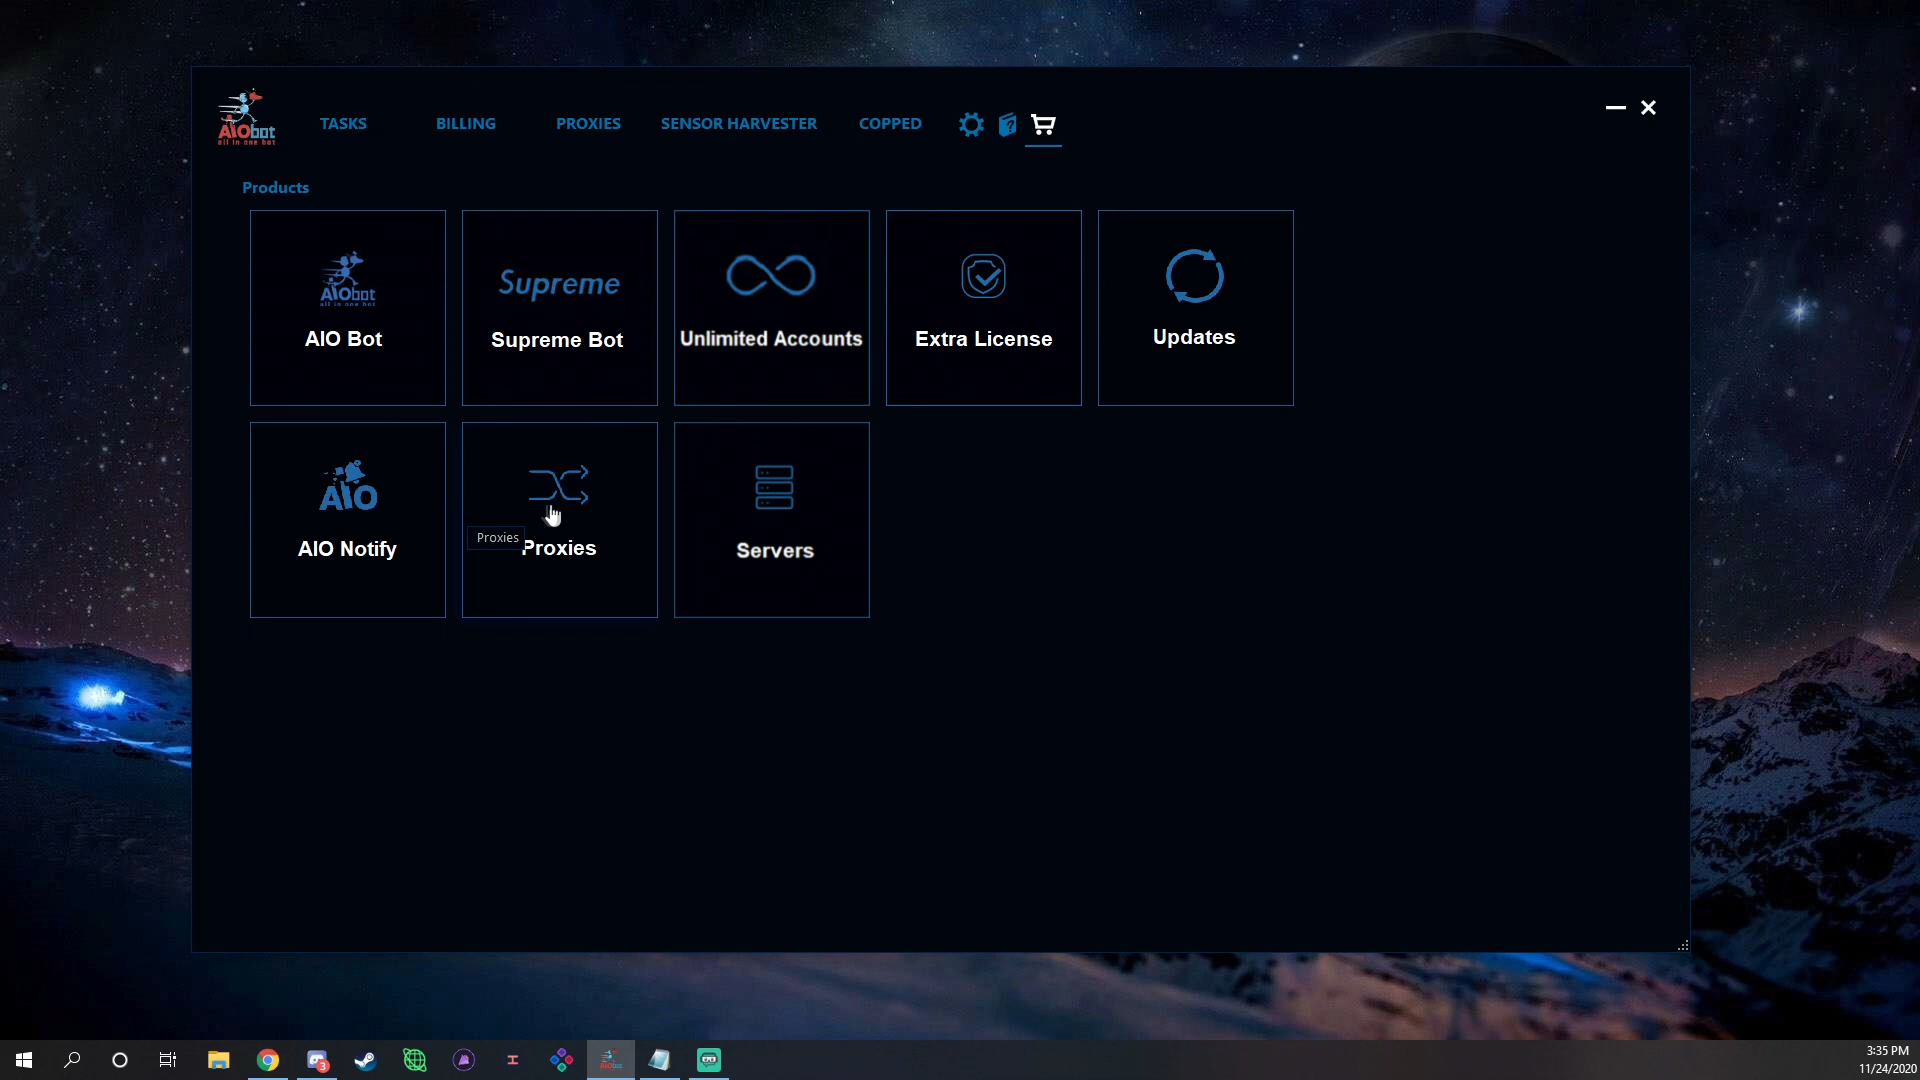 AIObot
all in one bot
TASKS
BILLING
PROXIES
SENSOR HARVESTER
COPPED
Products
AIObot
all in one bot
AIO Bot
Supreme
Supreme Bot
Unlimited Accounts
Extra License
Updates
AIO
AIO Notify
Proxies
Proxies
Servers
3
AIObot
3:35 PM
11/24/2020